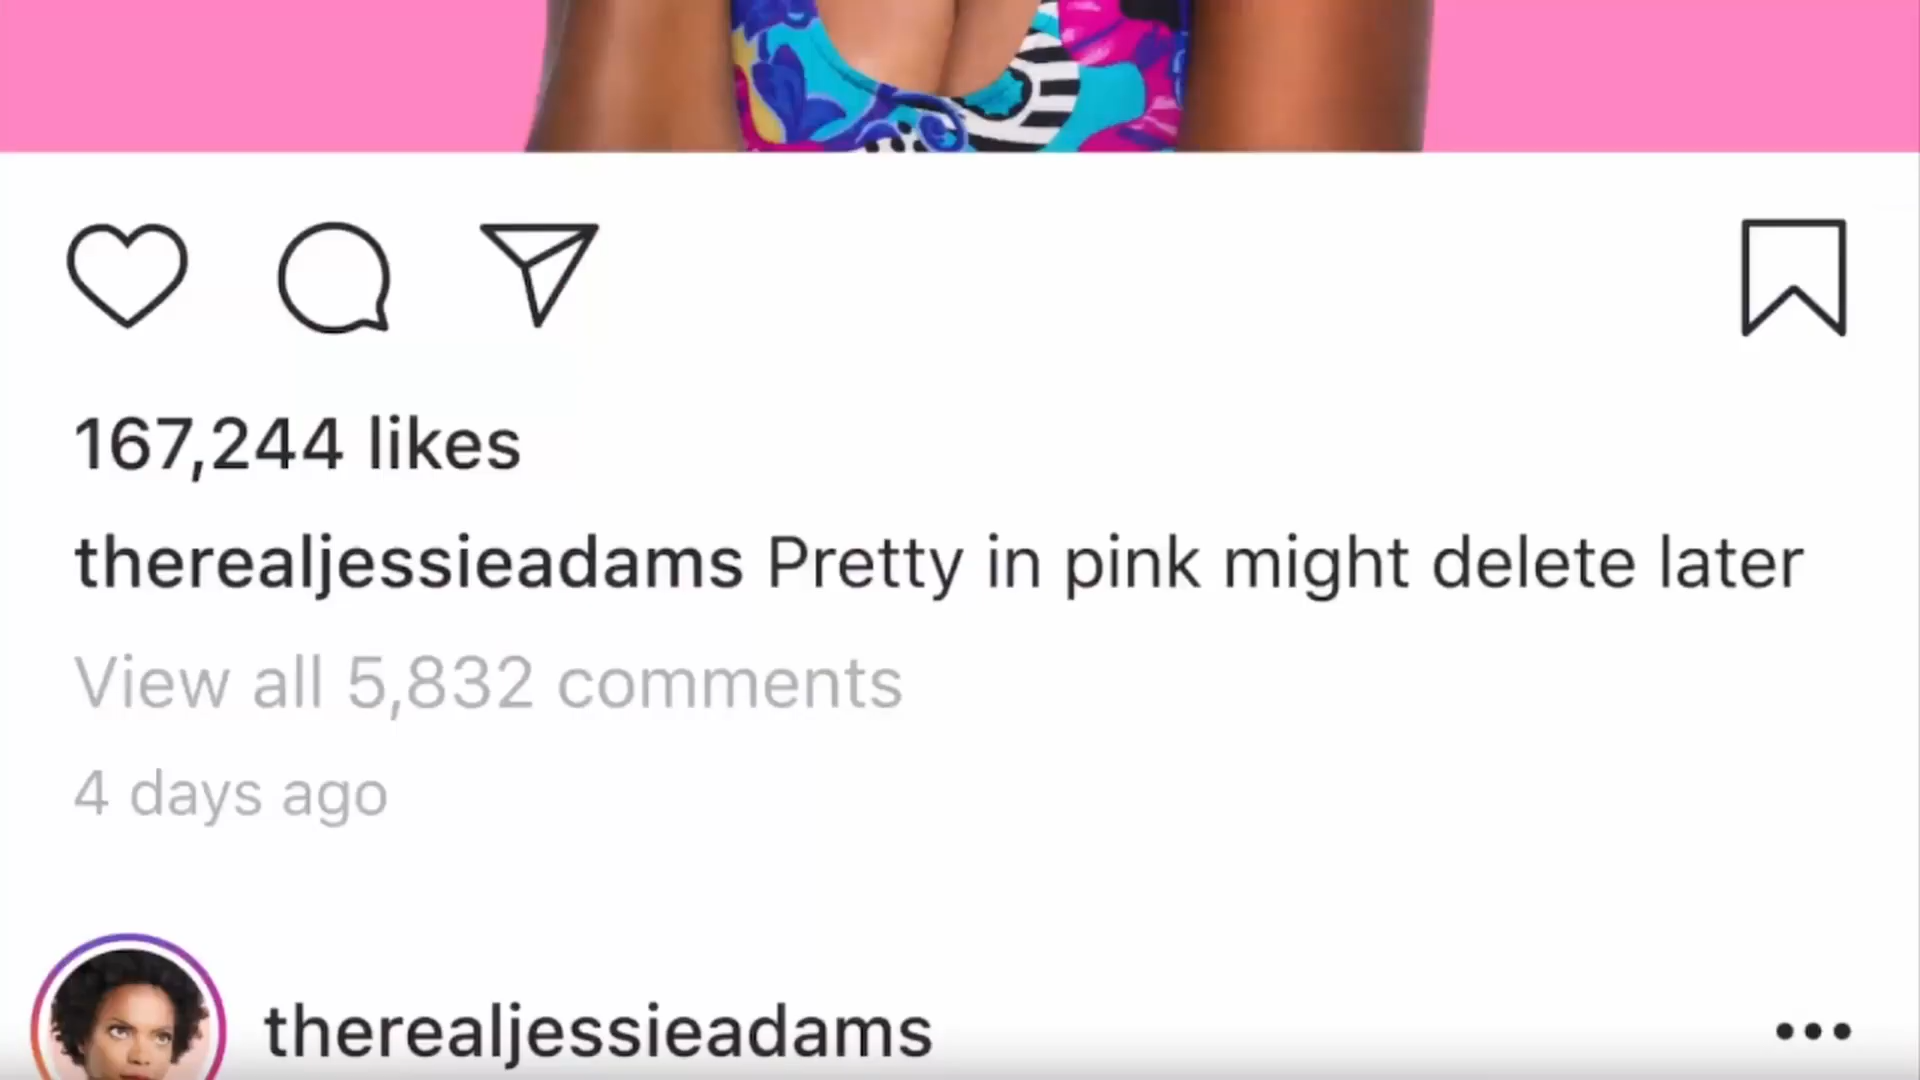 167,244 likes
therealjessieadams Pretty in pink might delete later
View all 5,832 comments
4 days ago
therealjessieadams